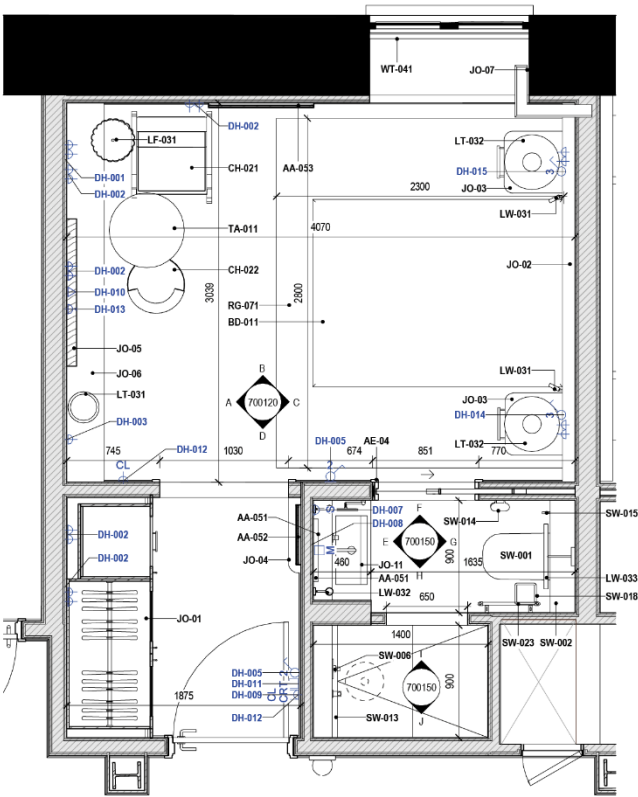 WT-041
JO-07
DH-002
LF-031
LT-032
DH-015
3
CH-021
AA-053
JO-03
DH-001
DH-002
2300
LW-031
TA-011
4070
DH-002
CH-022
JO-02
DH-010
3039
2800
RG-071
DH-013
BD-011
JO-05
B
JO-06
LW-031
LT-031
A
700120
C
JO-03
DH-014
3
DH-003
D
LT-032
745
DH-012
1030
DH-005
674
AE-04
851
770
CL
2
S
DH-007
F
SW-015
AA-051
DH-008
SW-014
DH-002
AA-052
M
E
700150
G
900
SW-001
DH-002
JO-04
460
JO-11
H
1635
AA-051
LW-033
LW-032
650
SW-018
JO-01
1400
SW-023
SW-002
SW-006
I
DH-005
DH-011
CRT-2
CL
700150
900
1875
DH-009
DH-012
SW-013
J